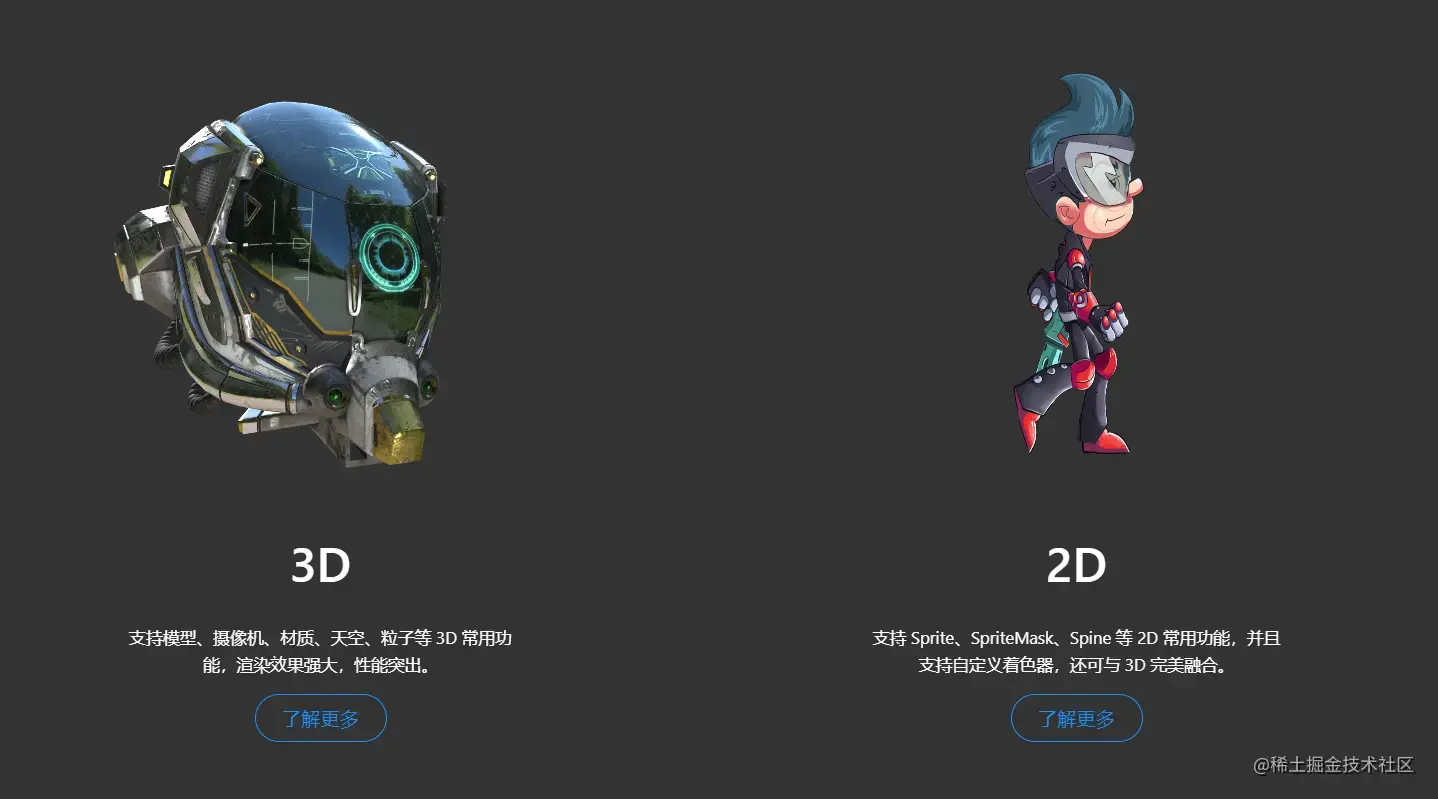 3D
支持模型、摄像机、材质、天空、粒子等 3D 常用功
能，渲染效果强大，性能突出。
了解更多
2D
支持 Sprite、SpriteMask、Spine 等 2D 常用功能，并且
支持自定义着色器，还可与 3D 完美融合。
了解更多
@稀土掘金技术社区